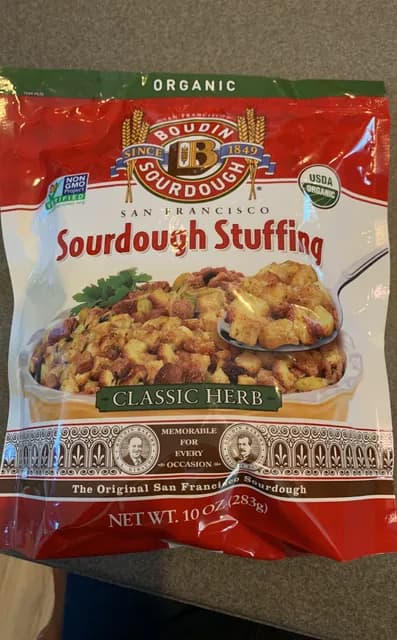 ORGANIC
SAN FRANCISCO
BOUDIN
SINCE 1849
B
SOURDOUGH
NON
GMO
Project
VERIFIED
USDA
ORGANIC
SAN FRANCISCO
Sourdough Stuffing
CLASSIC HERB
MEMORABLE
FOR
EVERY
OCCASION
The Original San Francisco Sourdough
NET WT. 10 OZ (283g)